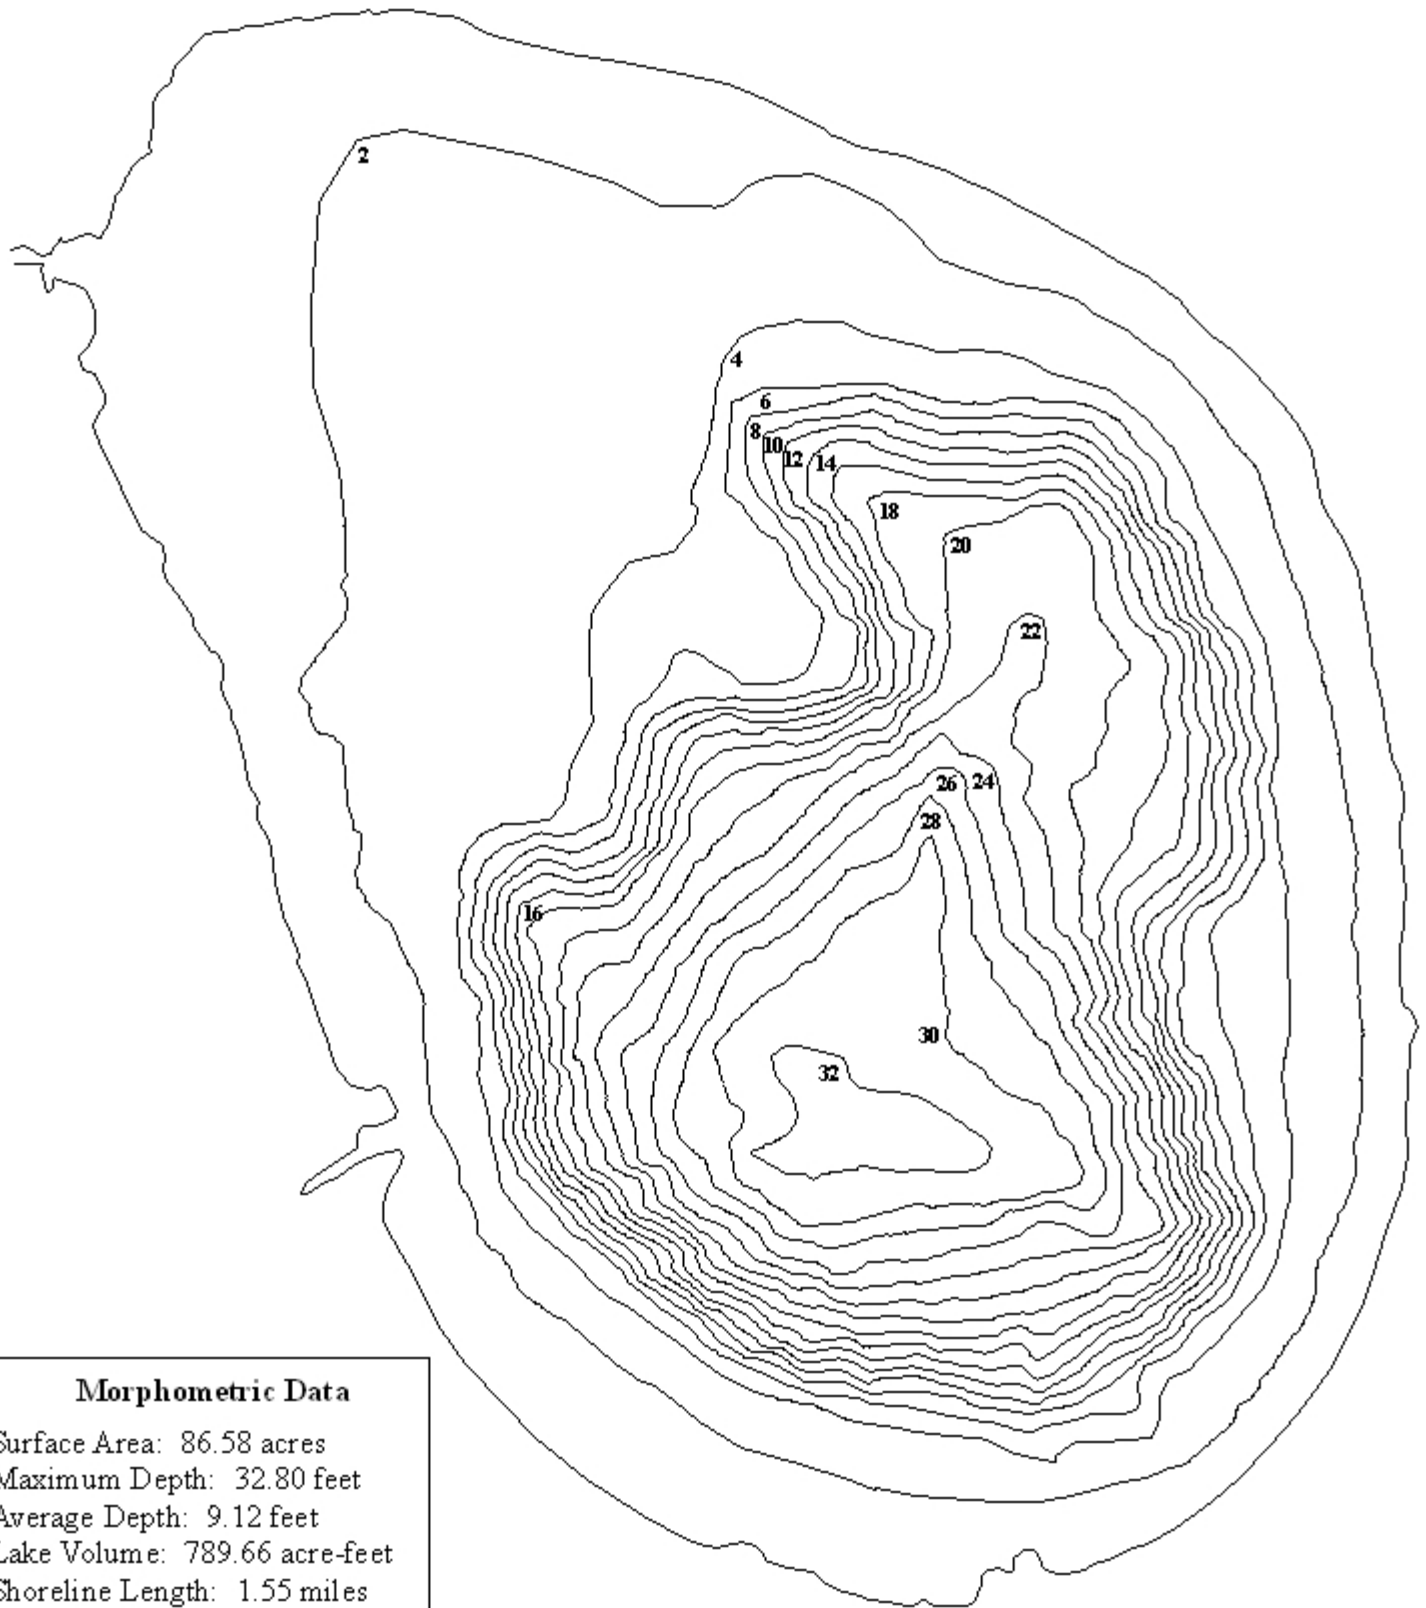 2
4
6
8
10
12
14
18
20
22
26 24
28
16
30
32
Morphometric Data
Surface Area: 86.58 acres
Maximum Depth: 32.80 feet
Average Depth: 9.12 feet
Lake Volume: 789.66 acre-feet
Shoreline Length: 1.55 miles